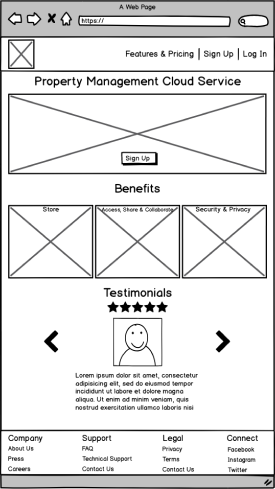 A Web Page
https://
Features & Pricing | Sign Up | Log In
Property Management Cloud Service
Sign Up
Benefits
Store
Access, Share & Collaborate
Security & Privacy
Testimonials
Lorem ipsum dolor sit amet, consectetur
adipisicing elit, sed do eiusmod tempor
incididunt ut labore et dolore magna
aliqua. Ut enim ad minim veniam, quis
nostrud exercitation ullamco laboris nisi
Company Support Legal Connect
About Us FAQ Privacy Facebook
Press Technical Support Terms Instagram
Careers Contact Us Contact Us Twitter